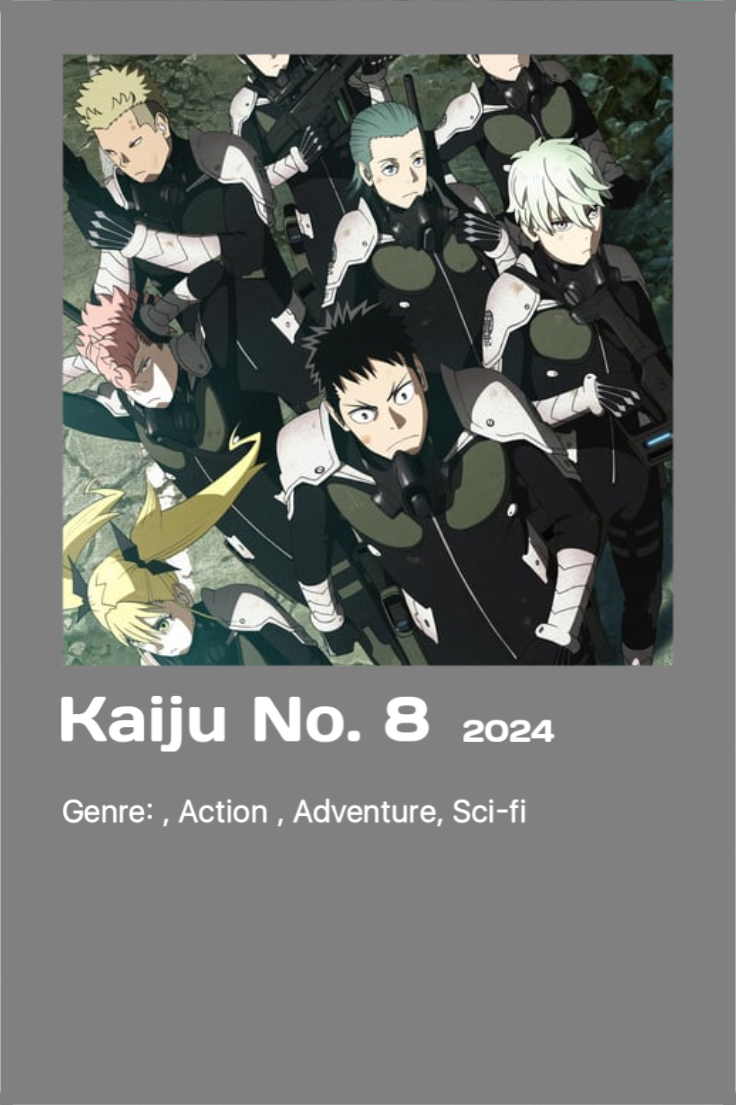 Kaiju No. 8 2024
Genre: , Action , Adventure, Sci-fi